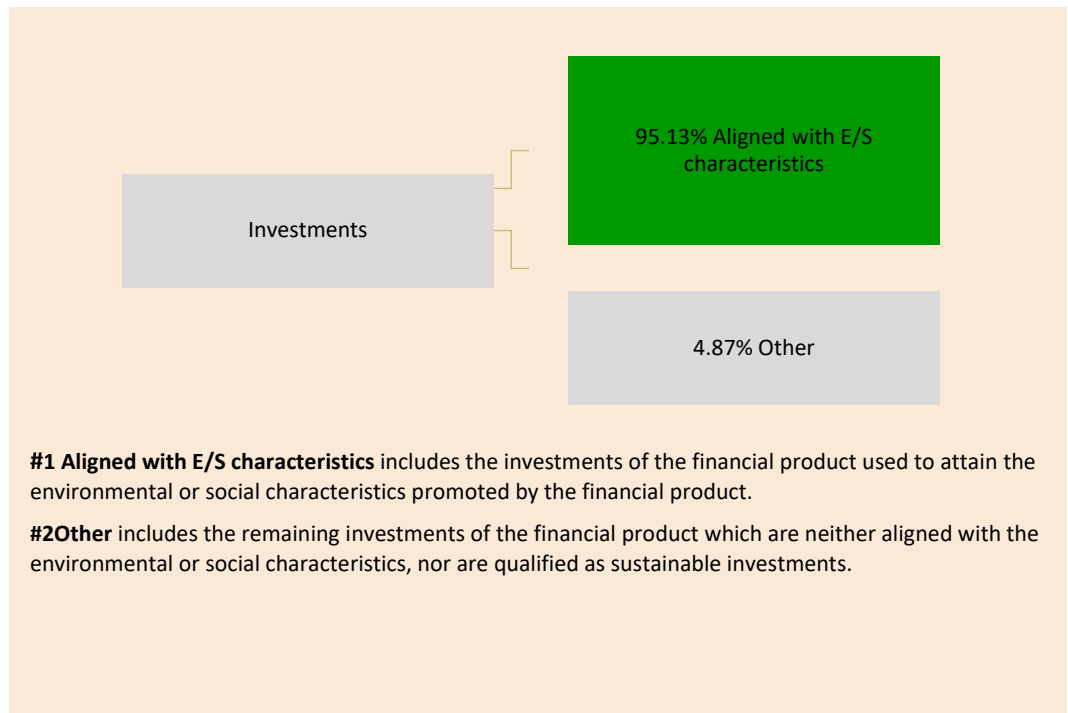 95.13% Aligned with E/S
characteristics
Investments
4.87% Other
#1 Aligned with E/S characteristics includes the investments of the financial product used to attain the
environmental or social characteristics promoted by the financial product.
#2Other includes the remaining investments of the financial product which are neither aligned with the
environmental or social characteristics, nor are qualified as sustainable investments.